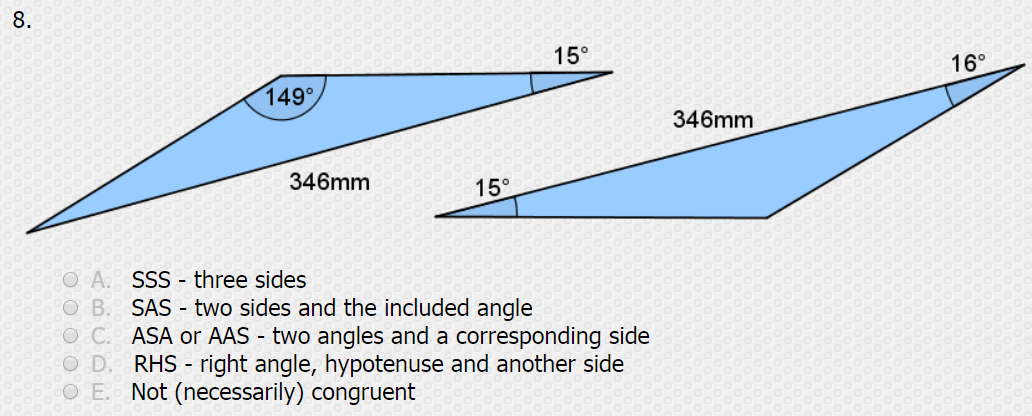 8.
15°
16°
149°
346mm
346mm
15°
A. SSS - three sides
B. SAS - two sides and the included angle
C. ASA or AAS - two angles and a corresponding side
D. RHS - right angle, hypotenuse and another side
E. Not (necessarily) congruent